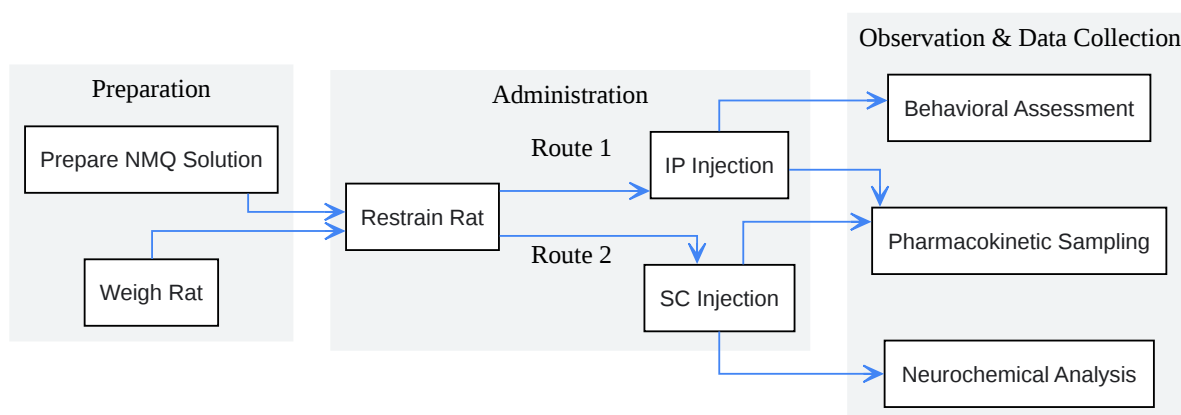 Preparation
Prepare NMQ Solution
Weigh Rat
Administration
Restrain Rat
Route 1
IP Injection
Route 2
SC Injection
Observation & Data Collection
Behavioral Assessment
Pharmacokinetic Sampling
Neurochemical Analysis